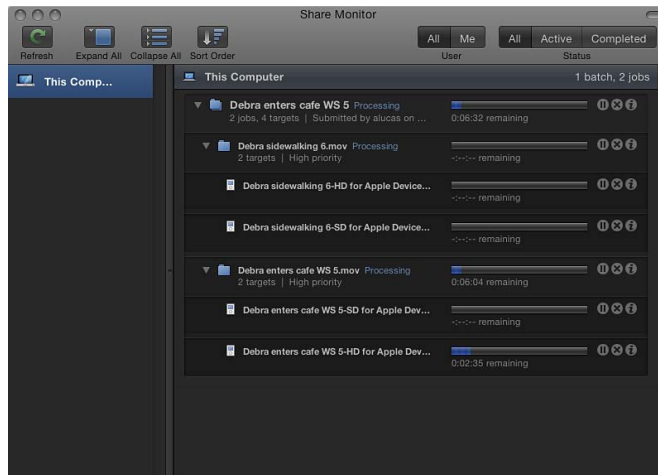 Share Monitor
Refresh Expand All Collapse All Sort Order
All Me All Active Completed
User Status
This Comp...
This Computer 1 batch, 2 jobs
Debra enters cafe WS 5 Processing
2 jobs, 4 targets | Submitted by alucas on ... 0:06:32 remaining
Debra sidewalking 6.mov Processing
2 targets | High priority -:--:-- remaining
Debra sidewalking 6-HD for Apple Device...
-:--:-- remaining
Debra sidewalking 6-SD for Apple Device...
-:--:-- remaining
Debra enters cafe WS 5.mov Processing
2 targets | High priority 0:06:04 remaining
Debra enters cafe WS 5-SD for Apple Dev...
-:--:-- remaining
Debra enters cafe WS 5-HD for Apple Dev...
0:02:35 remaining